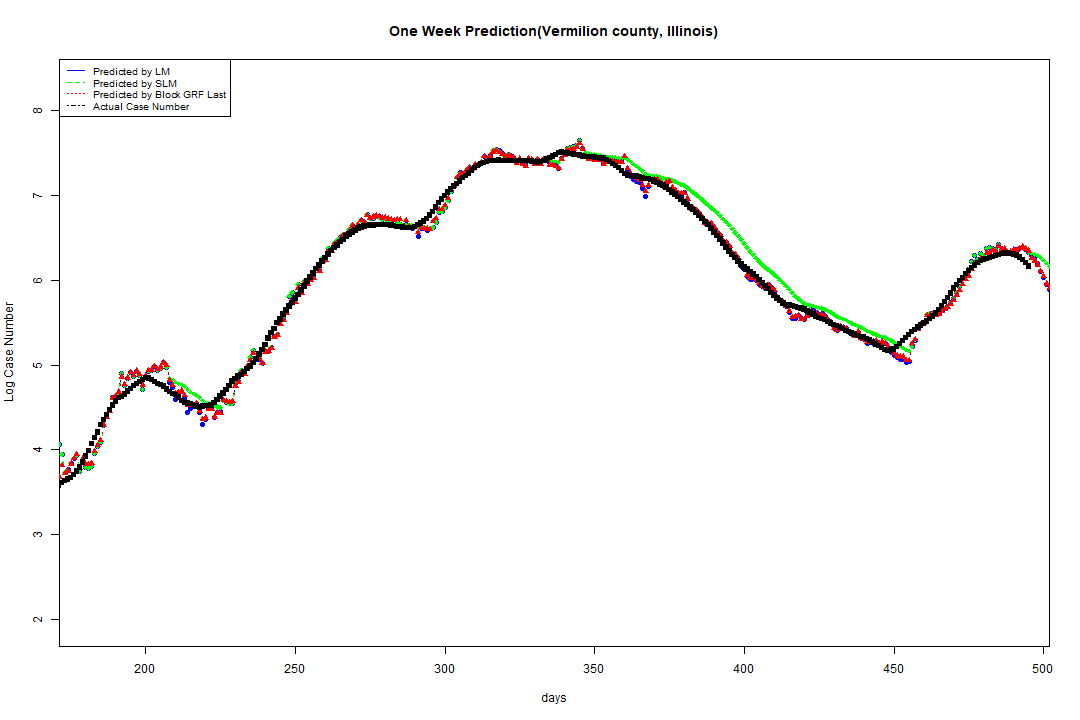 One Week Prediction(Vermilion county, Illinois)
Predicted by LM
Predicted by SLM
Predicted by Block GRF Last
Actual Case Number
8
7
6
5
4
3
2
Log Case Number
200 250 300 350 400 450 500
days